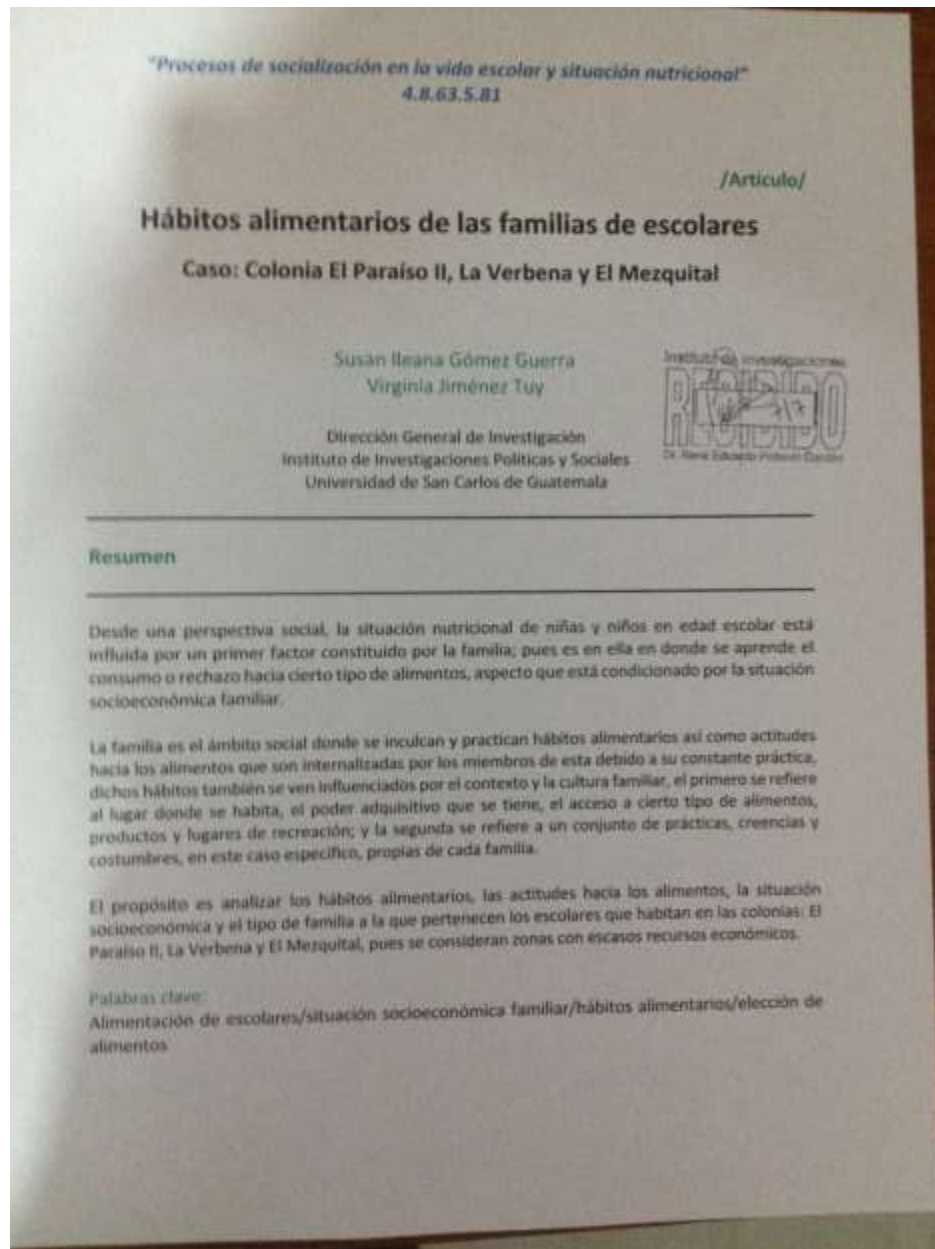 "Procesos de socialización en la vida escolar y situación nutricional"
4.8.63.5.81
/Artículo/
Hábitos alimentarios de las familias de escolares
Caso: Colonia El Paraíso II, La Verbena y El Mezquital
Susan Ileana Gómez Guerra
Virginia Jiménez Tuy
Instituto de Investigaciones
RECIBIDO
Dirección General de Investigación
Instituto de Investigaciones Políticas y Sociales
Universidad de San Carlos de Guatemala
Resumen
Desde una perspectiva social, la situación nutricional de niñas y niños en edad escolar está
influida por un primer factor constituido por la familia; pues es en ella en donde se aprende el
consumo o rechazo hacia cierto tipo de alimentos, aspecto que está condicionado por la situación
socioeconómica familiar.
La familia es el ámbito social donde se inculcan y practican hábitos alimentarios así como actitudes
hacia los alimentos que son internalizadas por los miembros de esta debido a su constante práctica,
dichos hábitos también se ven influenciados por el contexto y la cultura familiar, el primero se refiere
al lugar donde se habita, el poder adquisitivo que se tiene, el acceso a cierto tipo de alimentos,
productos y lugares de recreación; y la segunda se refiere a un conjunto de prácticas, creencias y
costumbres, en este caso específico, propias de cada familia.
El propósito es analizar los hábitos alimentarios, las actitudes hacia los alimentos, la situación
socioeconómica y el tipo de familia a la que pertenecen los escolares que habitan en las colonias: El
Paraíso II, La Verbena y El Mezquital, pues se consideran zonas con escasos recursos económicos.
Palabras clave:
Alimentación de escolares/situación socioeconómica familiar/hábitos alimentarios/elección de
alimentos